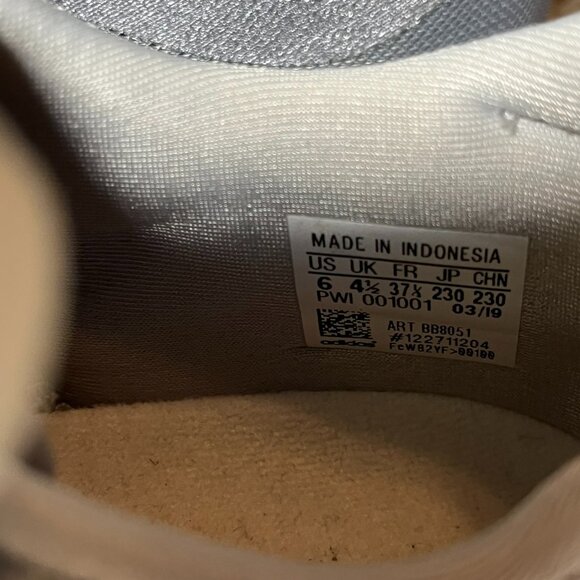 MADE IN INDONESIA
US UK FR JP CHN
6 4½ 37⅓ 230 230
PWI 001001 03/19
ART BB8051
#122711204
adidas FcW82YF>00100